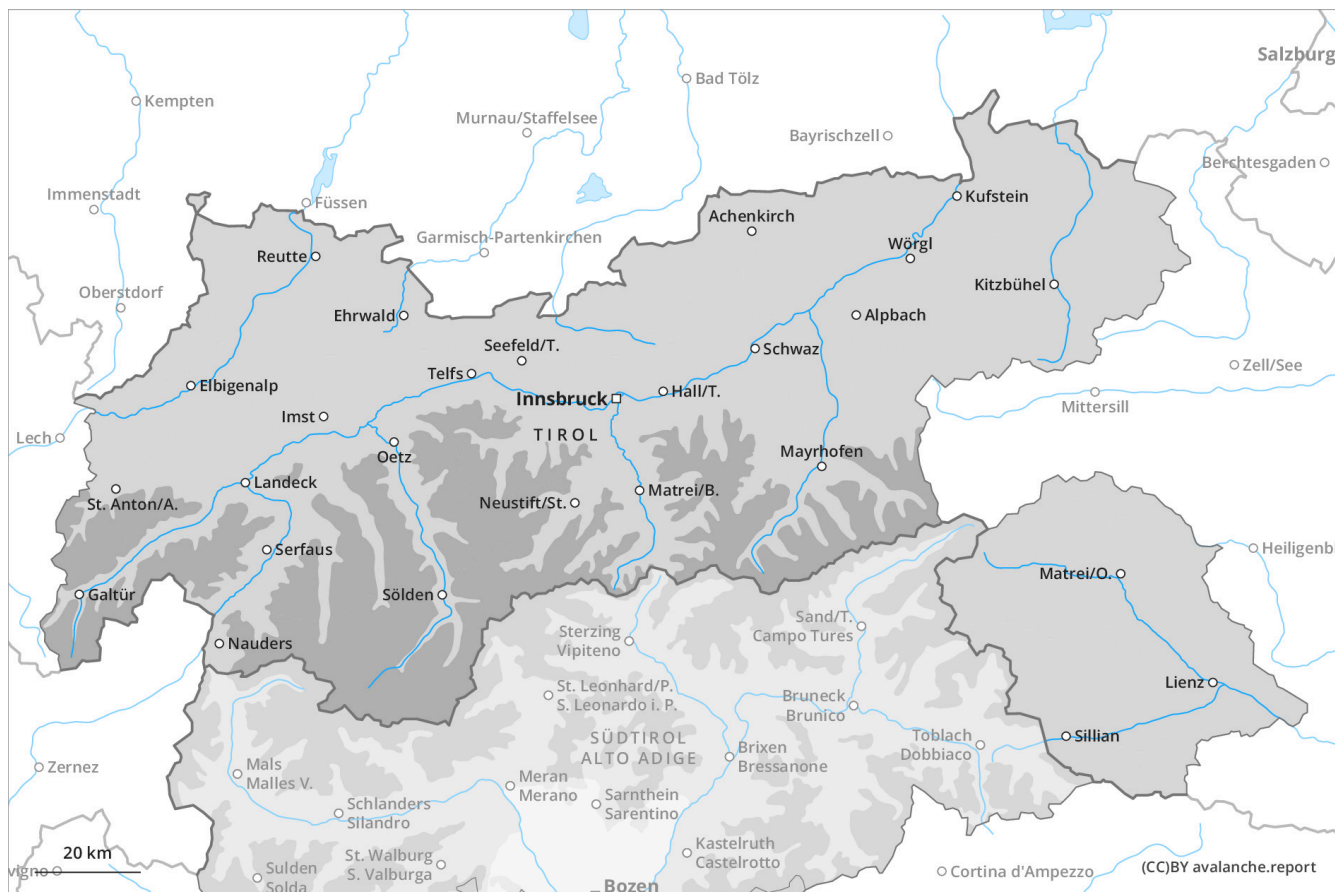 Salzburg
Bad Tölz
Kempten
Murnau/Staffelsee
Bayrischzell
Berchtesgaden
Immenstadt
Füssen
Kufstein
Achenkirch
Garmisch-Partenkirchen
Wörgl
Reutte
Kitzbühel
Oberstdorf
Ehrwald
Alpbach
Seefeld/T.
Schwaz
Zell/See
Telfs
Elbigenalp
Hall/T.
Innsbruck
Mittersill
Imst
TIROL
Lech
Oetz
Mayrhofen
Landeck
Matrei/B.
St. Anton/A.
Neustift/St.
Serfaus
Heiligenb
Matrei/O.
Galtür
Sölden
Sand/T.
Campo Tures
Sterzing
Vipiteno
Nauders
Lienz
St. Leonhard/P.
S. Leonardo i. P.
Bruneck
Brunico
SÜDTIROL
ALTO ADIGE
Toblach
Dobbiaco
Sillian
Brixen
Bressanone
Zernez
Mals
Malles V.
Meran
Merano
Sarnthein
Sarentino
Schlanders
Silandro
Kastelruth
Castelrotto
20 km
St. Walburg
S. Valburga
vigno
Sulden
Solda
Cortina d'Ampezzo
(CC)BY avalanche.report
Bozen